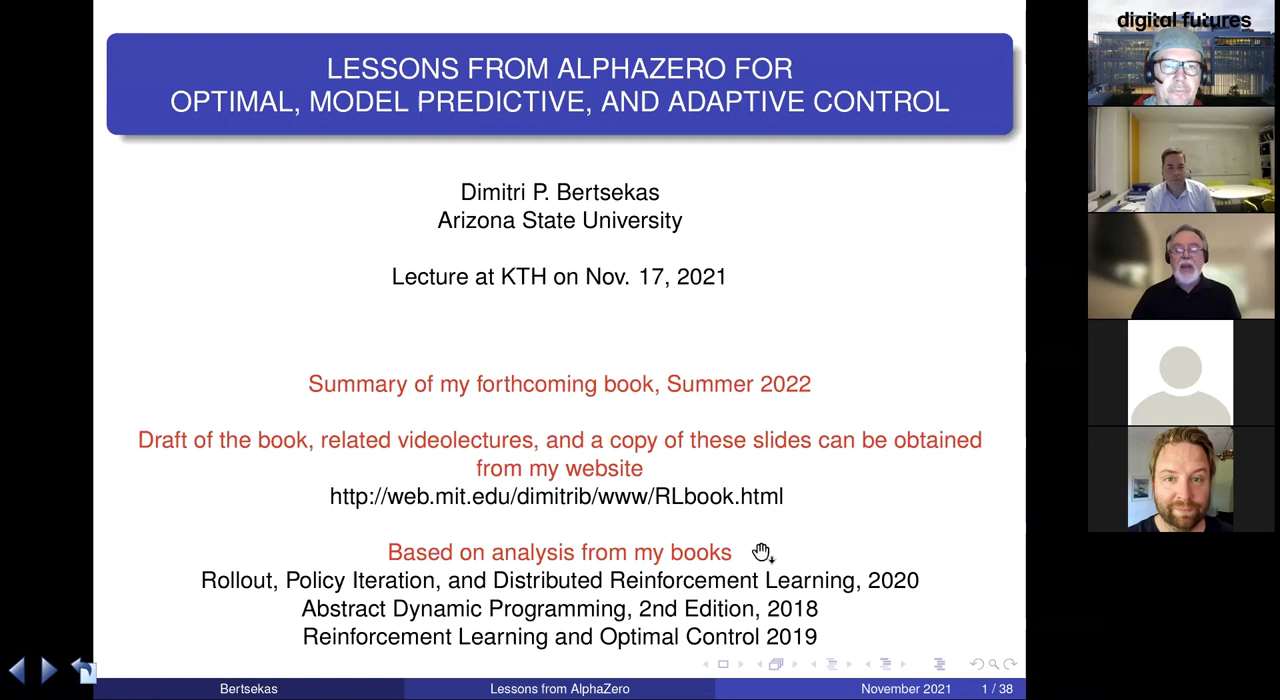 LESSONS FROM ALPHAZERO FOR
OPTIMAL, MODEL PREDICTIVE, AND ADAPTIVE CONTROL
Dimitri P. Bertsekas
Arizona State University
Lecture at KTH on Nov. 17, 2021
Summary of my forthcoming book, Summer 2022
Draft of the book, related videolectures, and a copy of these slides can be obtained
from my website
http://web.mit.edu/dimitrib/www/RLbook.html
Based on analysis from my books
Rollout, Policy Iteration, and Distributed Reinforcement Learning, 2020
Abstract Dynamic Programming, 2nd Edition, 2018
Reinforcement Learning and Optimal Control 2019
Bertsekas
Lessons from AlphaZero
November 2021
1 / 38
digital futures